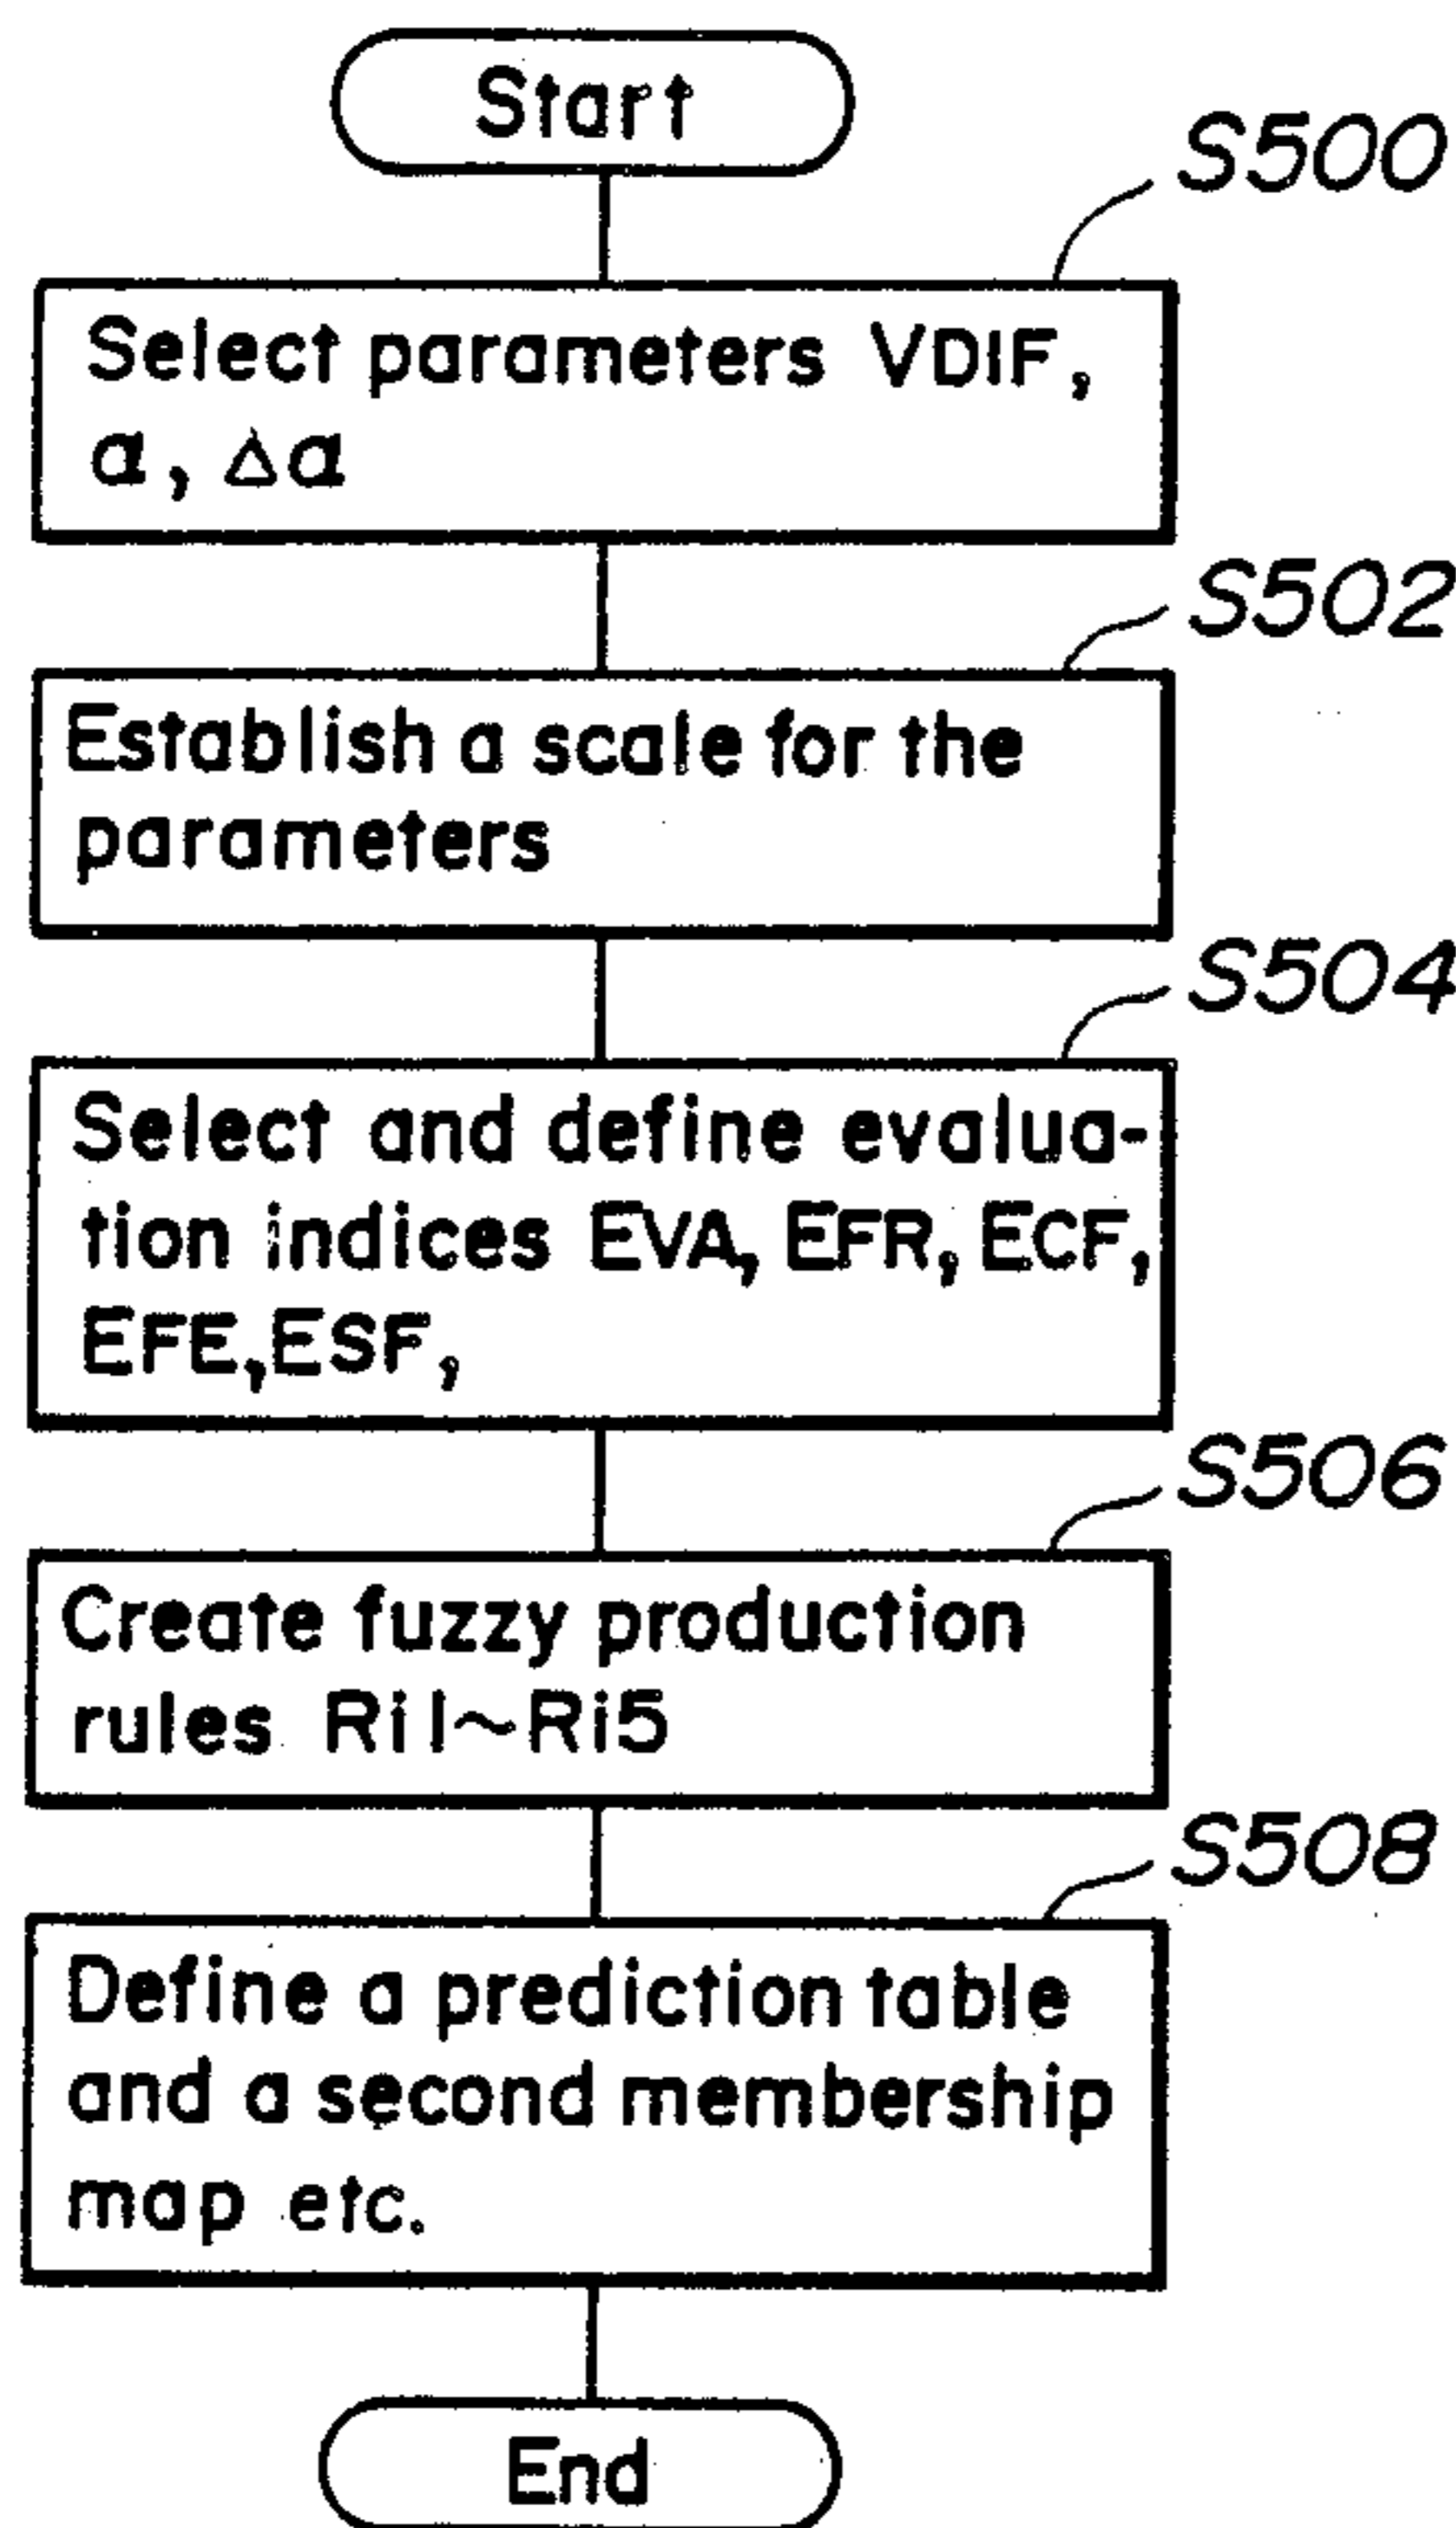 Start
S500
Select parameters VDIF,
α, Δα
S502
Establish a scale for the
parameters
S504
Select and define evalua-
tion indices EVA, EFR, ECF,
EFE, ESF,
S506
Create fuzzy production
rules Ri1~Ri5
S508
Define a prediction table
and a second membership
map etc.
End